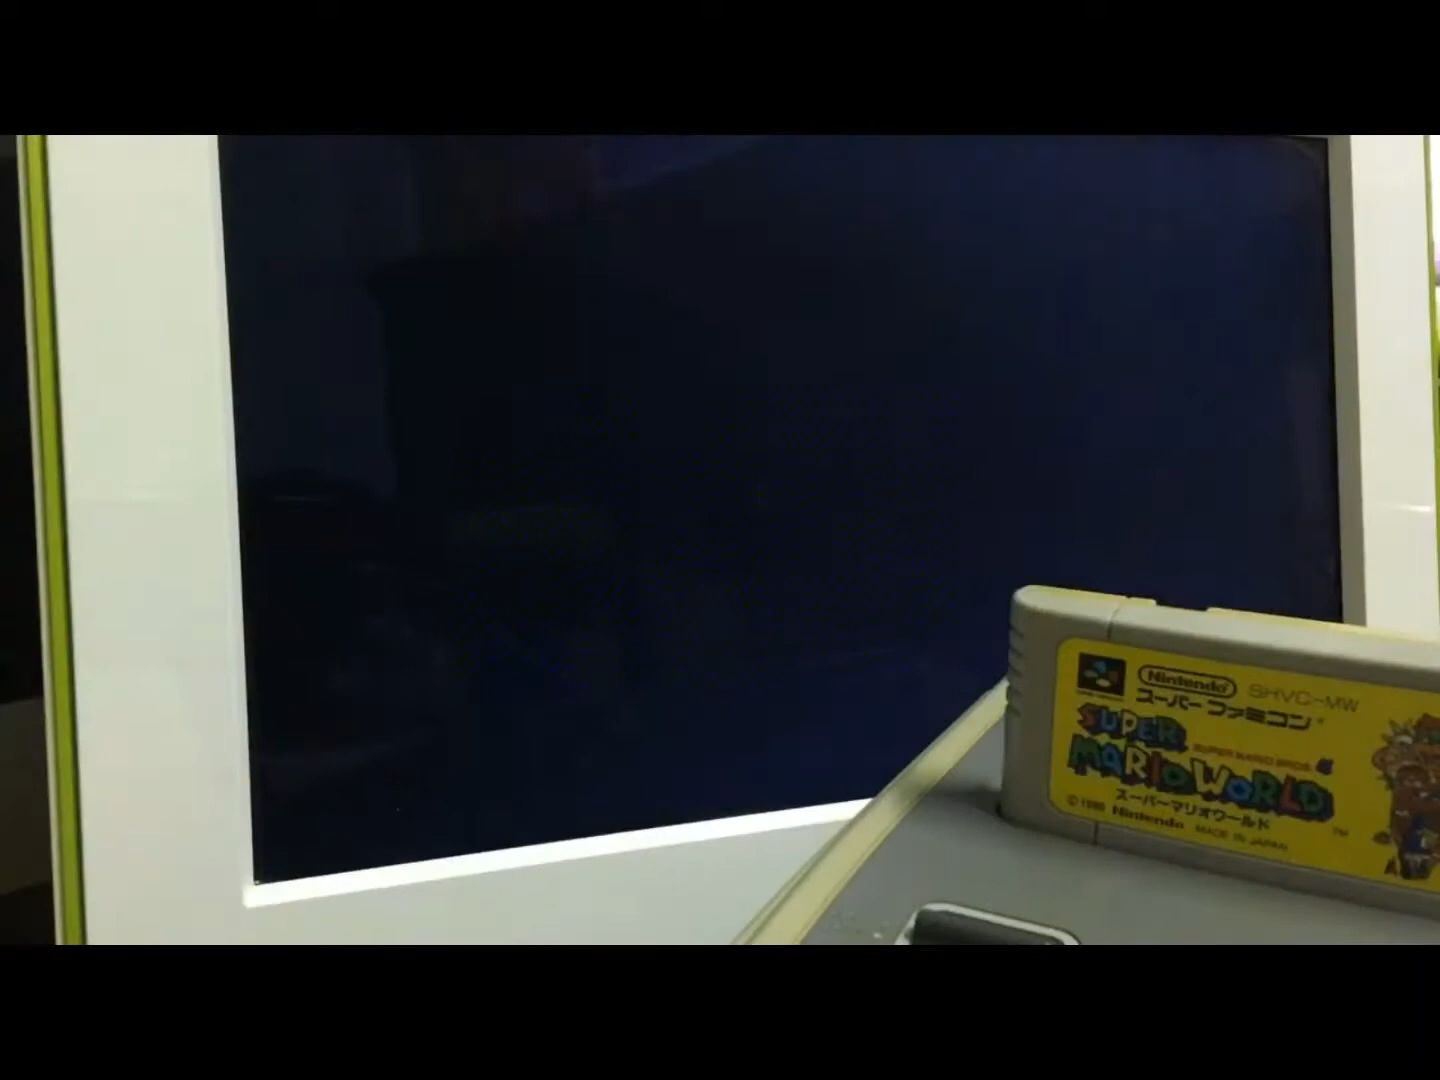 Nintendo SHVC-MW
スーパーファミコン
SUPER
SUPER MARIO BROS. 4
MARIO WORLD
スーパーマリオワールド TM
© 1990 Nintendo MADE IN JAPAN